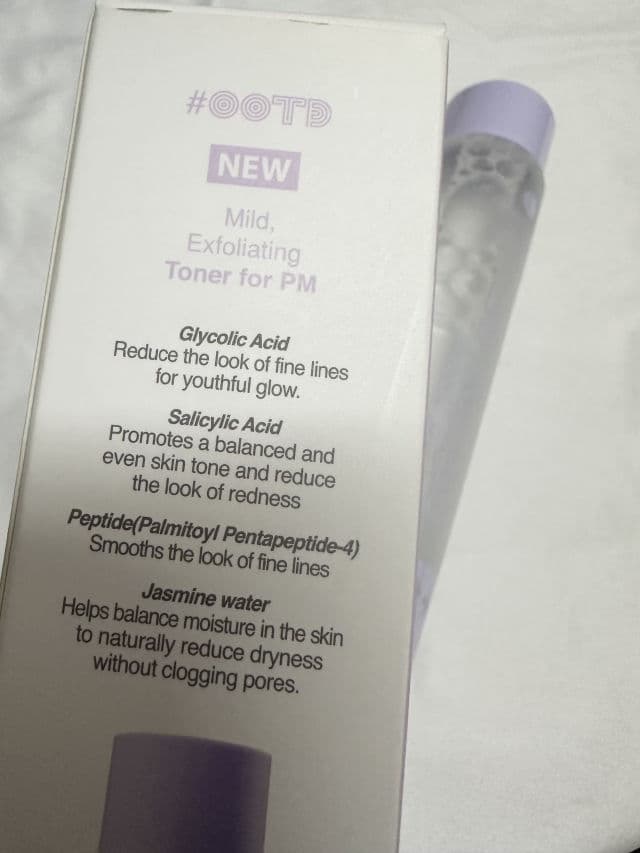 #OOTD
NEW
Mild,
Exfoliating
Toner for PM
Glycolic Acid
Reduce the look of fine lines
for youthful glow.
Salicylic Acid
Promotes a balanced and
even skin tone and reduce
the look of redness
Peptide(Palmitoyl Pentapeptide-4)
Smooths the look of fine lines
Jasmine water
Helps balance moisture in the skin
to naturally reduce dryness
without clogging pores.